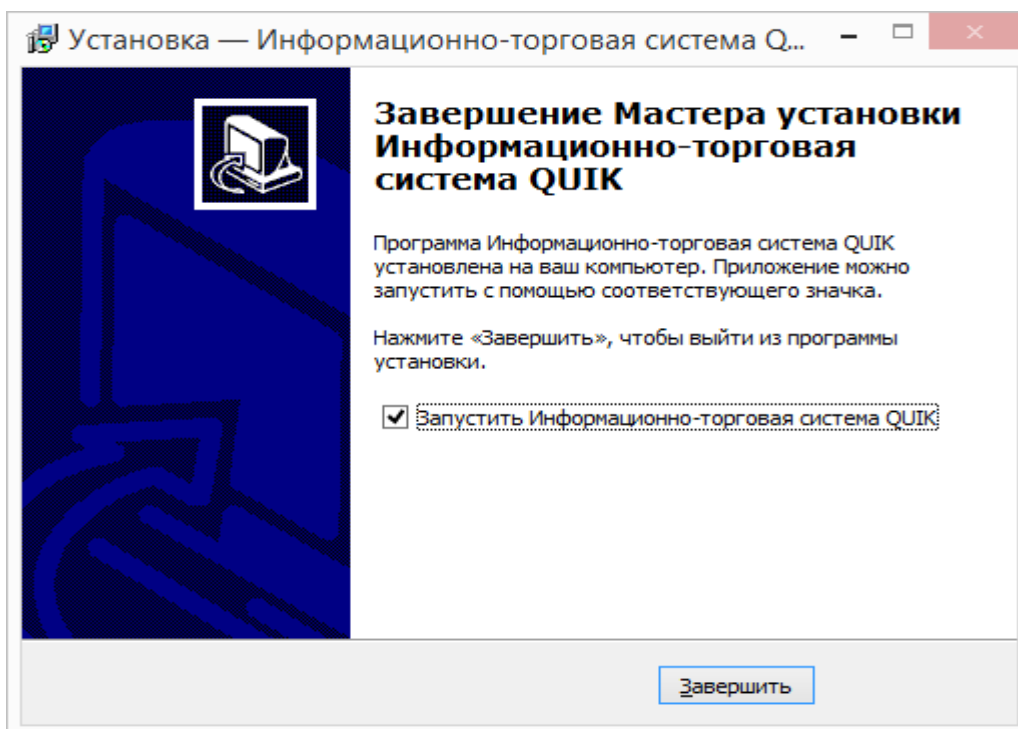 Установка — Информационно-торговая система Q...
Завершение Мастера установки
Информационно-торговая
система QUIK
Программа Информационно-торговая система QUIK
установлена на ваш компьютер. Приложение можно
запустить с помощью соответствующего значка.
Нажмите «Завершить», чтобы выйти из программы
установки.
Запустить Информационно-торговая система QUIK
Завершить